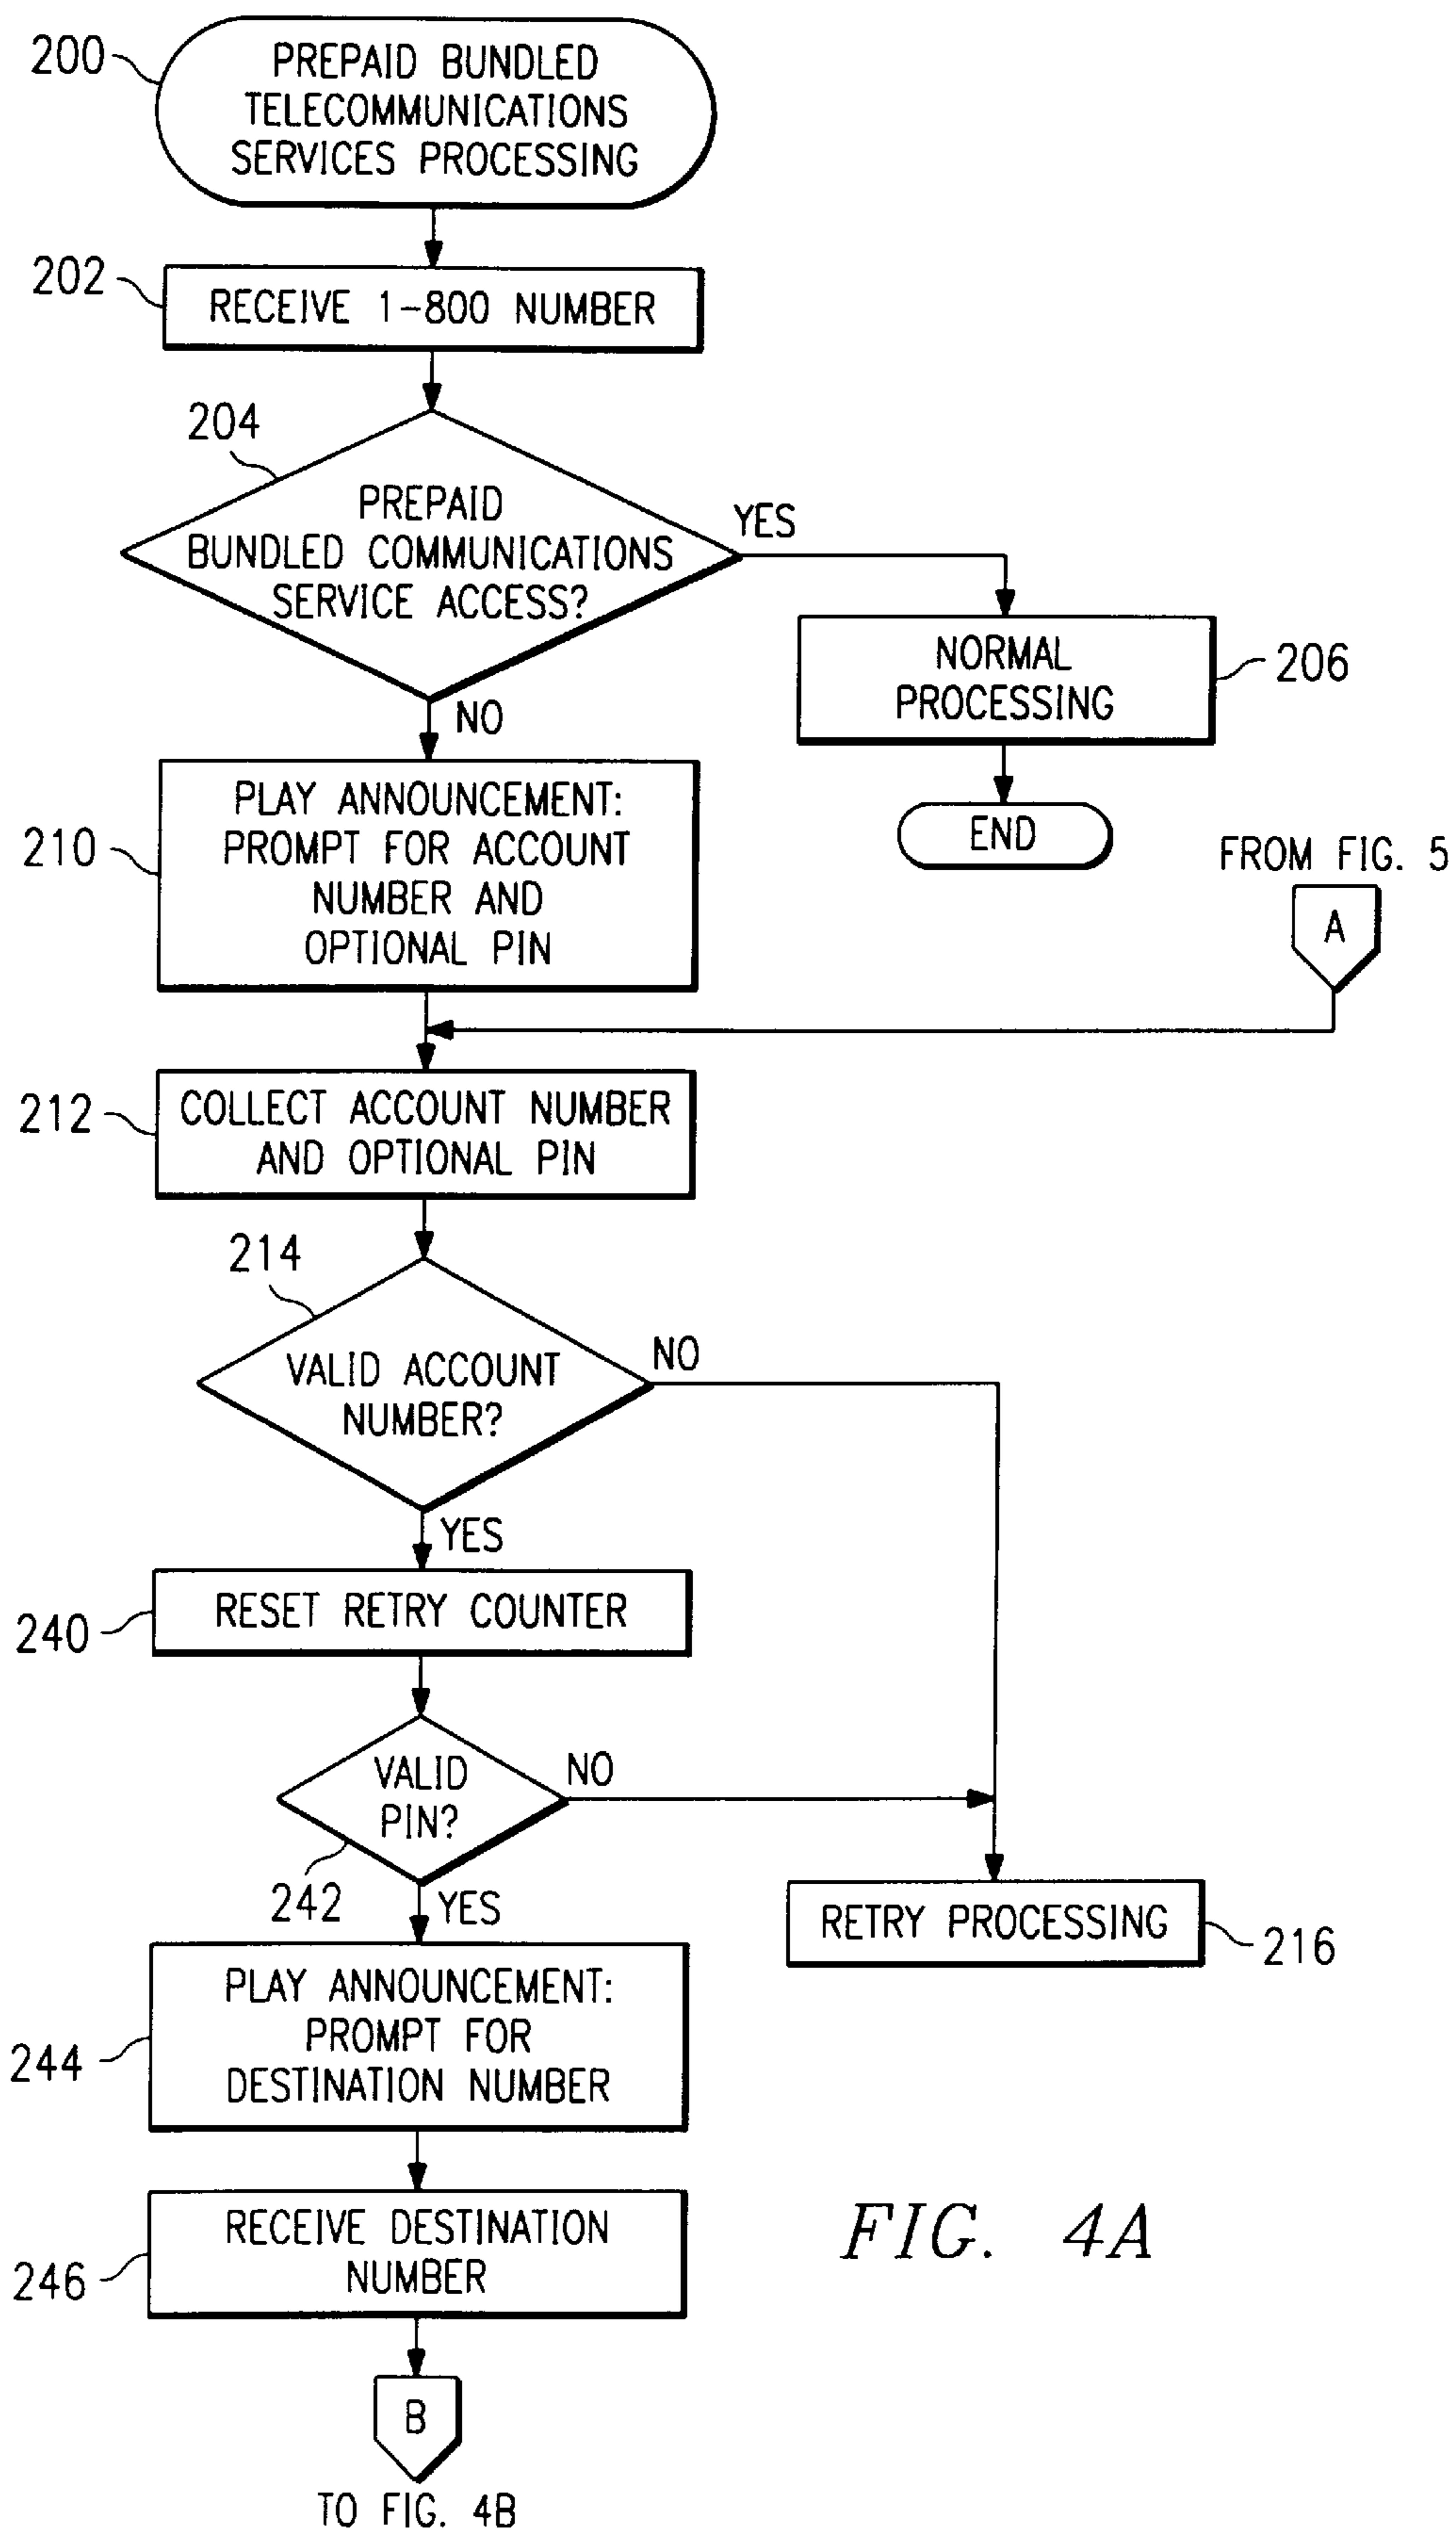 200
PREPAID BUNDLED
TELECOMMUNICATIONS
SERVICES PROCESSING
202
RECEIVE 1-800 NUMBER
204
PREPAID
BUNDLED COMMUNICATIONS
SERVICE ACCESS?
YES
NO
NORMAL
PROCESSING
206
END
210
PLAY ANNOUNCEMENT:
PROMPT FOR ACCOUNT
NUMBER AND
OPTIONAL PIN
FROM FIG. 5
A
212
COLLECT ACCOUNT NUMBER
AND OPTIONAL PIN
214
VALID ACCOUNT
NUMBER?
NO
YES
240
RESET RETRY COUNTER
VALID
PIN?
NO
242
YES
RETRY PROCESSING
216
244
PLAY ANNOUNCEMENT:
PROMPT FOR
DESTINATION NUMBER
246
RECEIVE DESTINATION
NUMBER
FIG. 4A
B
TO FIG. 4B